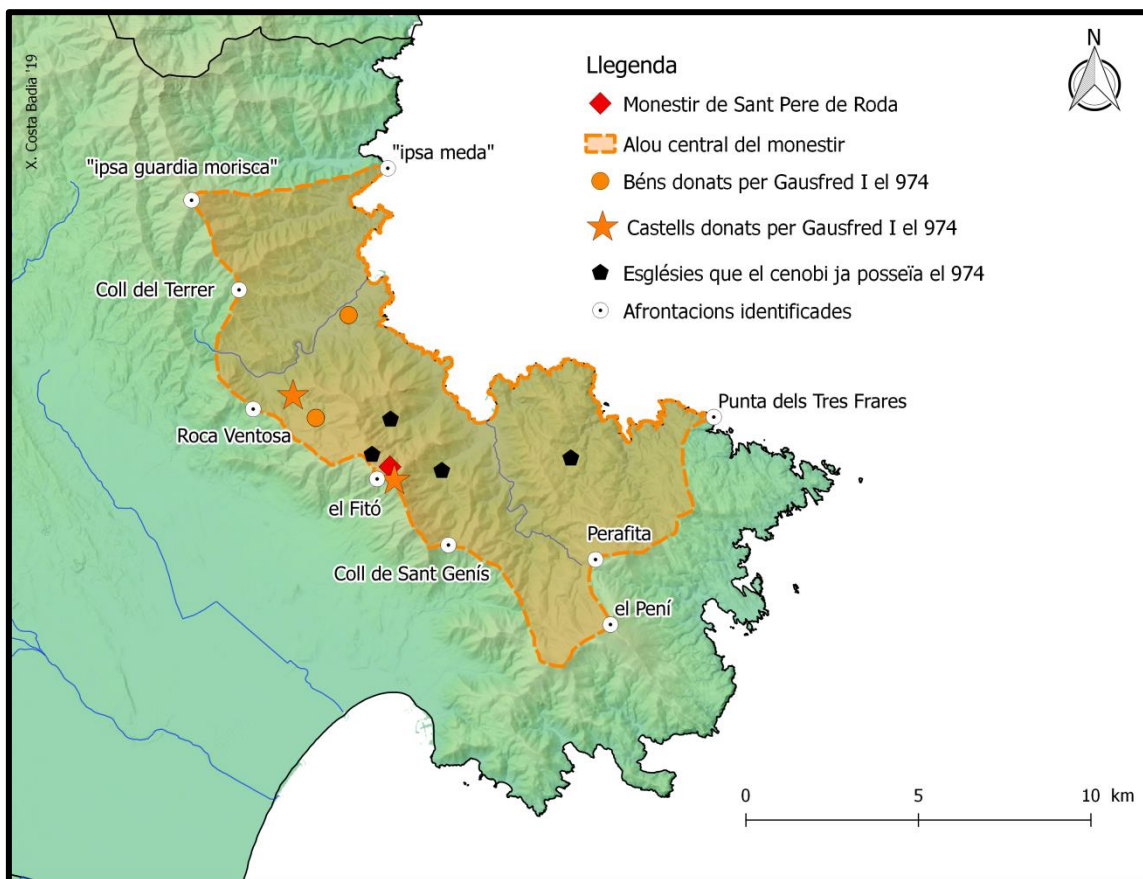 X. Costa Badia '19
N
Llegenda
Monestir de Sant Pere de Roda
Alou central del monestir
Béns donats per Gausfred I el 974
Castells donats per Gausfred I el 974
Esglésies que el cenobi ja posseïa el 974
Afrontacions identificades
"ipsa meda"
"ipsa guardia morisca"
Coll del Terrer
Roca Ventosa
Punta dels Tres Frares
el Fitó
Coll de Sant Genís
Perafita
el Pení
0 5 10 km